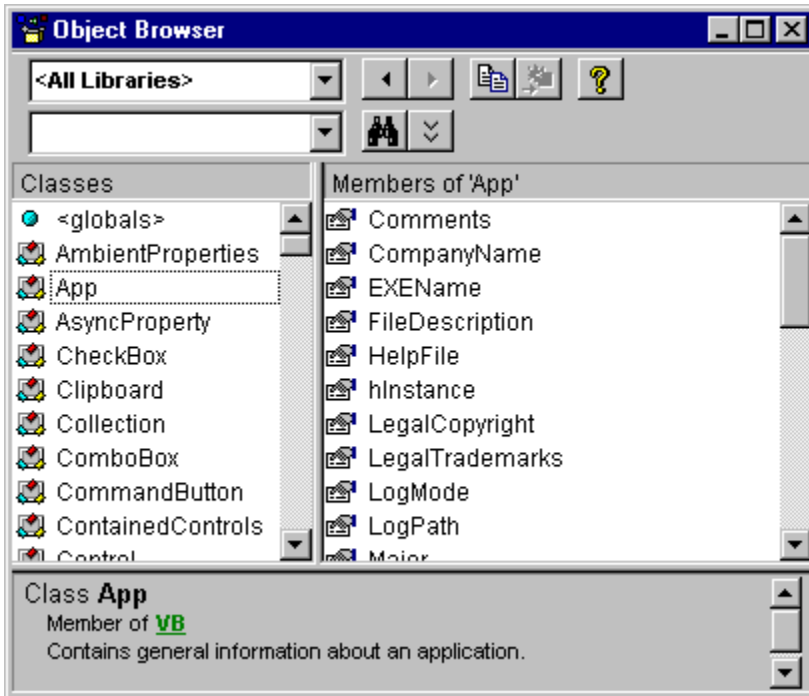 Object Browser
<All Libraries>
Classes
Members of 'App'
<globals>
AmbientProperties
App
AsyncProperty
CheckBox
Clipboard
Collection
ComboBox
CommandButton
ContainedControls
Control
Comments
CompanyName
EXEName
FileDescription
HelpFile
hInstance
LegalCopyright
LegalTrademarks
LogMode
LogPath
Major
Class App
Member of VB
Contains general information about an application.